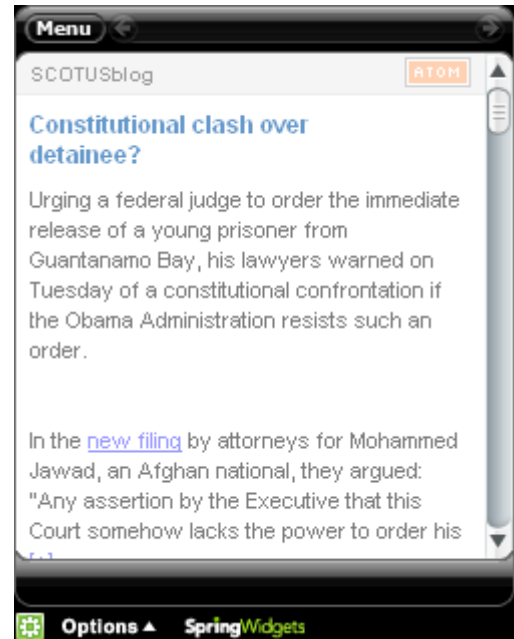 Menu
SCOTUSblog
ATOM
Constitutional clash over
detainee?
Urging a federal judge to order the immediate
release of a young prisoner from
Guantanamo Bay, his lawyers warned on
Tuesday of a constitutional confrontation if
the Obama Administration resists such an
order.
In the new filing by attorneys for Mohammed
Jawad, an Afghan national, they argued:
"Any assertion by the Executive that this
Court somehow lacks the power to order his
Options
SpringWidgets